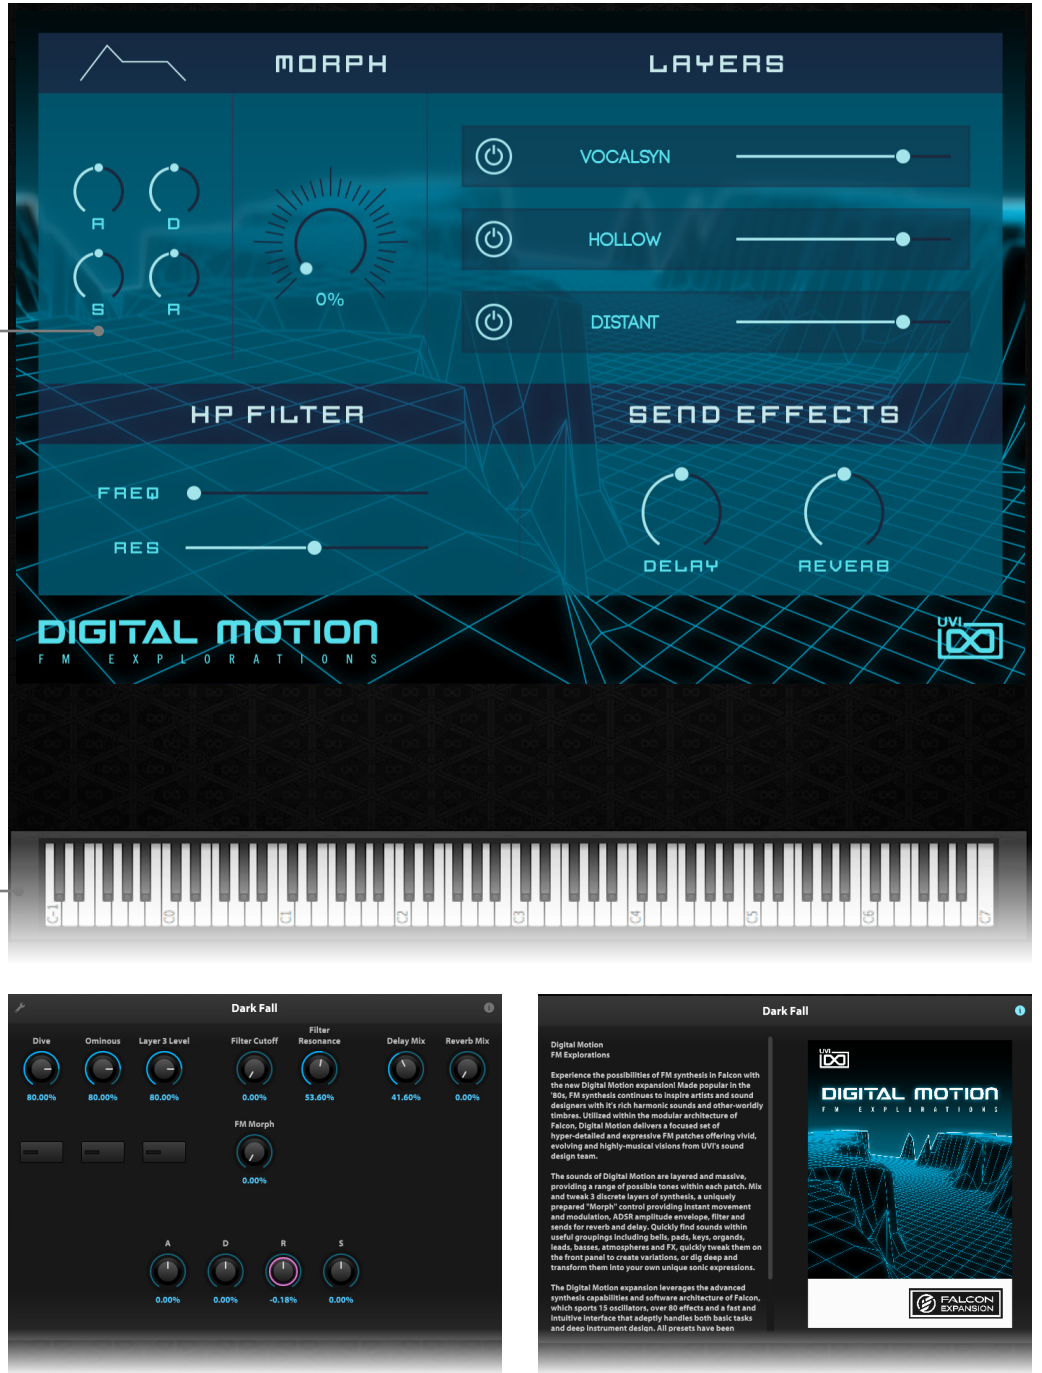 MORPH
LAYERS
VOCALSYN
A D
HOLLOW
0%
S R
DISTANT
HP FILTER
SEND EFFECTS
FREQ
RES
DELAY REVERB
DIGITAL MOTION
FM EXPLORATIONS
UVI
C-1 C0 C1 C2 C3 C4 C5 C6 C7
Dark Fall
Dive Ominous Layer 3 Level Filter Cutoff Filter Resonance Delay Mix Reverb Mix
80.00% 80.00% 80.00% 0.00% 53.60% 41.60% 0.00%
FM Morph
0.00%
A D R S
0.00% 0.00% -0.18% 0.00%
Dark Fall
Digital Motion
FM Explorations
Experience the possibilities of FM synthesis in Falcon with
the new Digital Motion expansion! Made popular in the
'80s, FM synthesis continues to inspire artists and sound
designers with it's rich harmonic sounds and other-worldly
timbres. Utilized within the modular architecture of
Falcon, Digital Motion delivers a focused set of
hyper-detailed and expressive FM patches offering vivid,
evolving and highly-musical visions from UVI's sound
design team.
The sounds of Digital Motion are layered and massive,
providing a range of possible tones within each patch. Mix
and tweak 3 discrete layers of synthesis, a uniquely
prepared "Morph" control providing instant movement
and modulation, ADSR amplitude envelope, filter and
sends for reverb and delay. Quickly find sounds within
useful groupings including bells, pads, keys, organs,
leads, basses, atmospheres and FX, quickly tweak them on
the front panel to create variations, or dig deep and
transform them into your own unique sonic expressions.
The Digital Motion expansion leverages the advanced
synthesis capabilities and software architecture of Falcon,
which sports 15 oscillators, over 80 effects and a fast and
intuitive interface that adeptly handles both basic tasks
and deep instrument design. All presets have been
UVI
DIGITAL MOTION
FM EXPLORATIONS
FALCON
EXPANSION